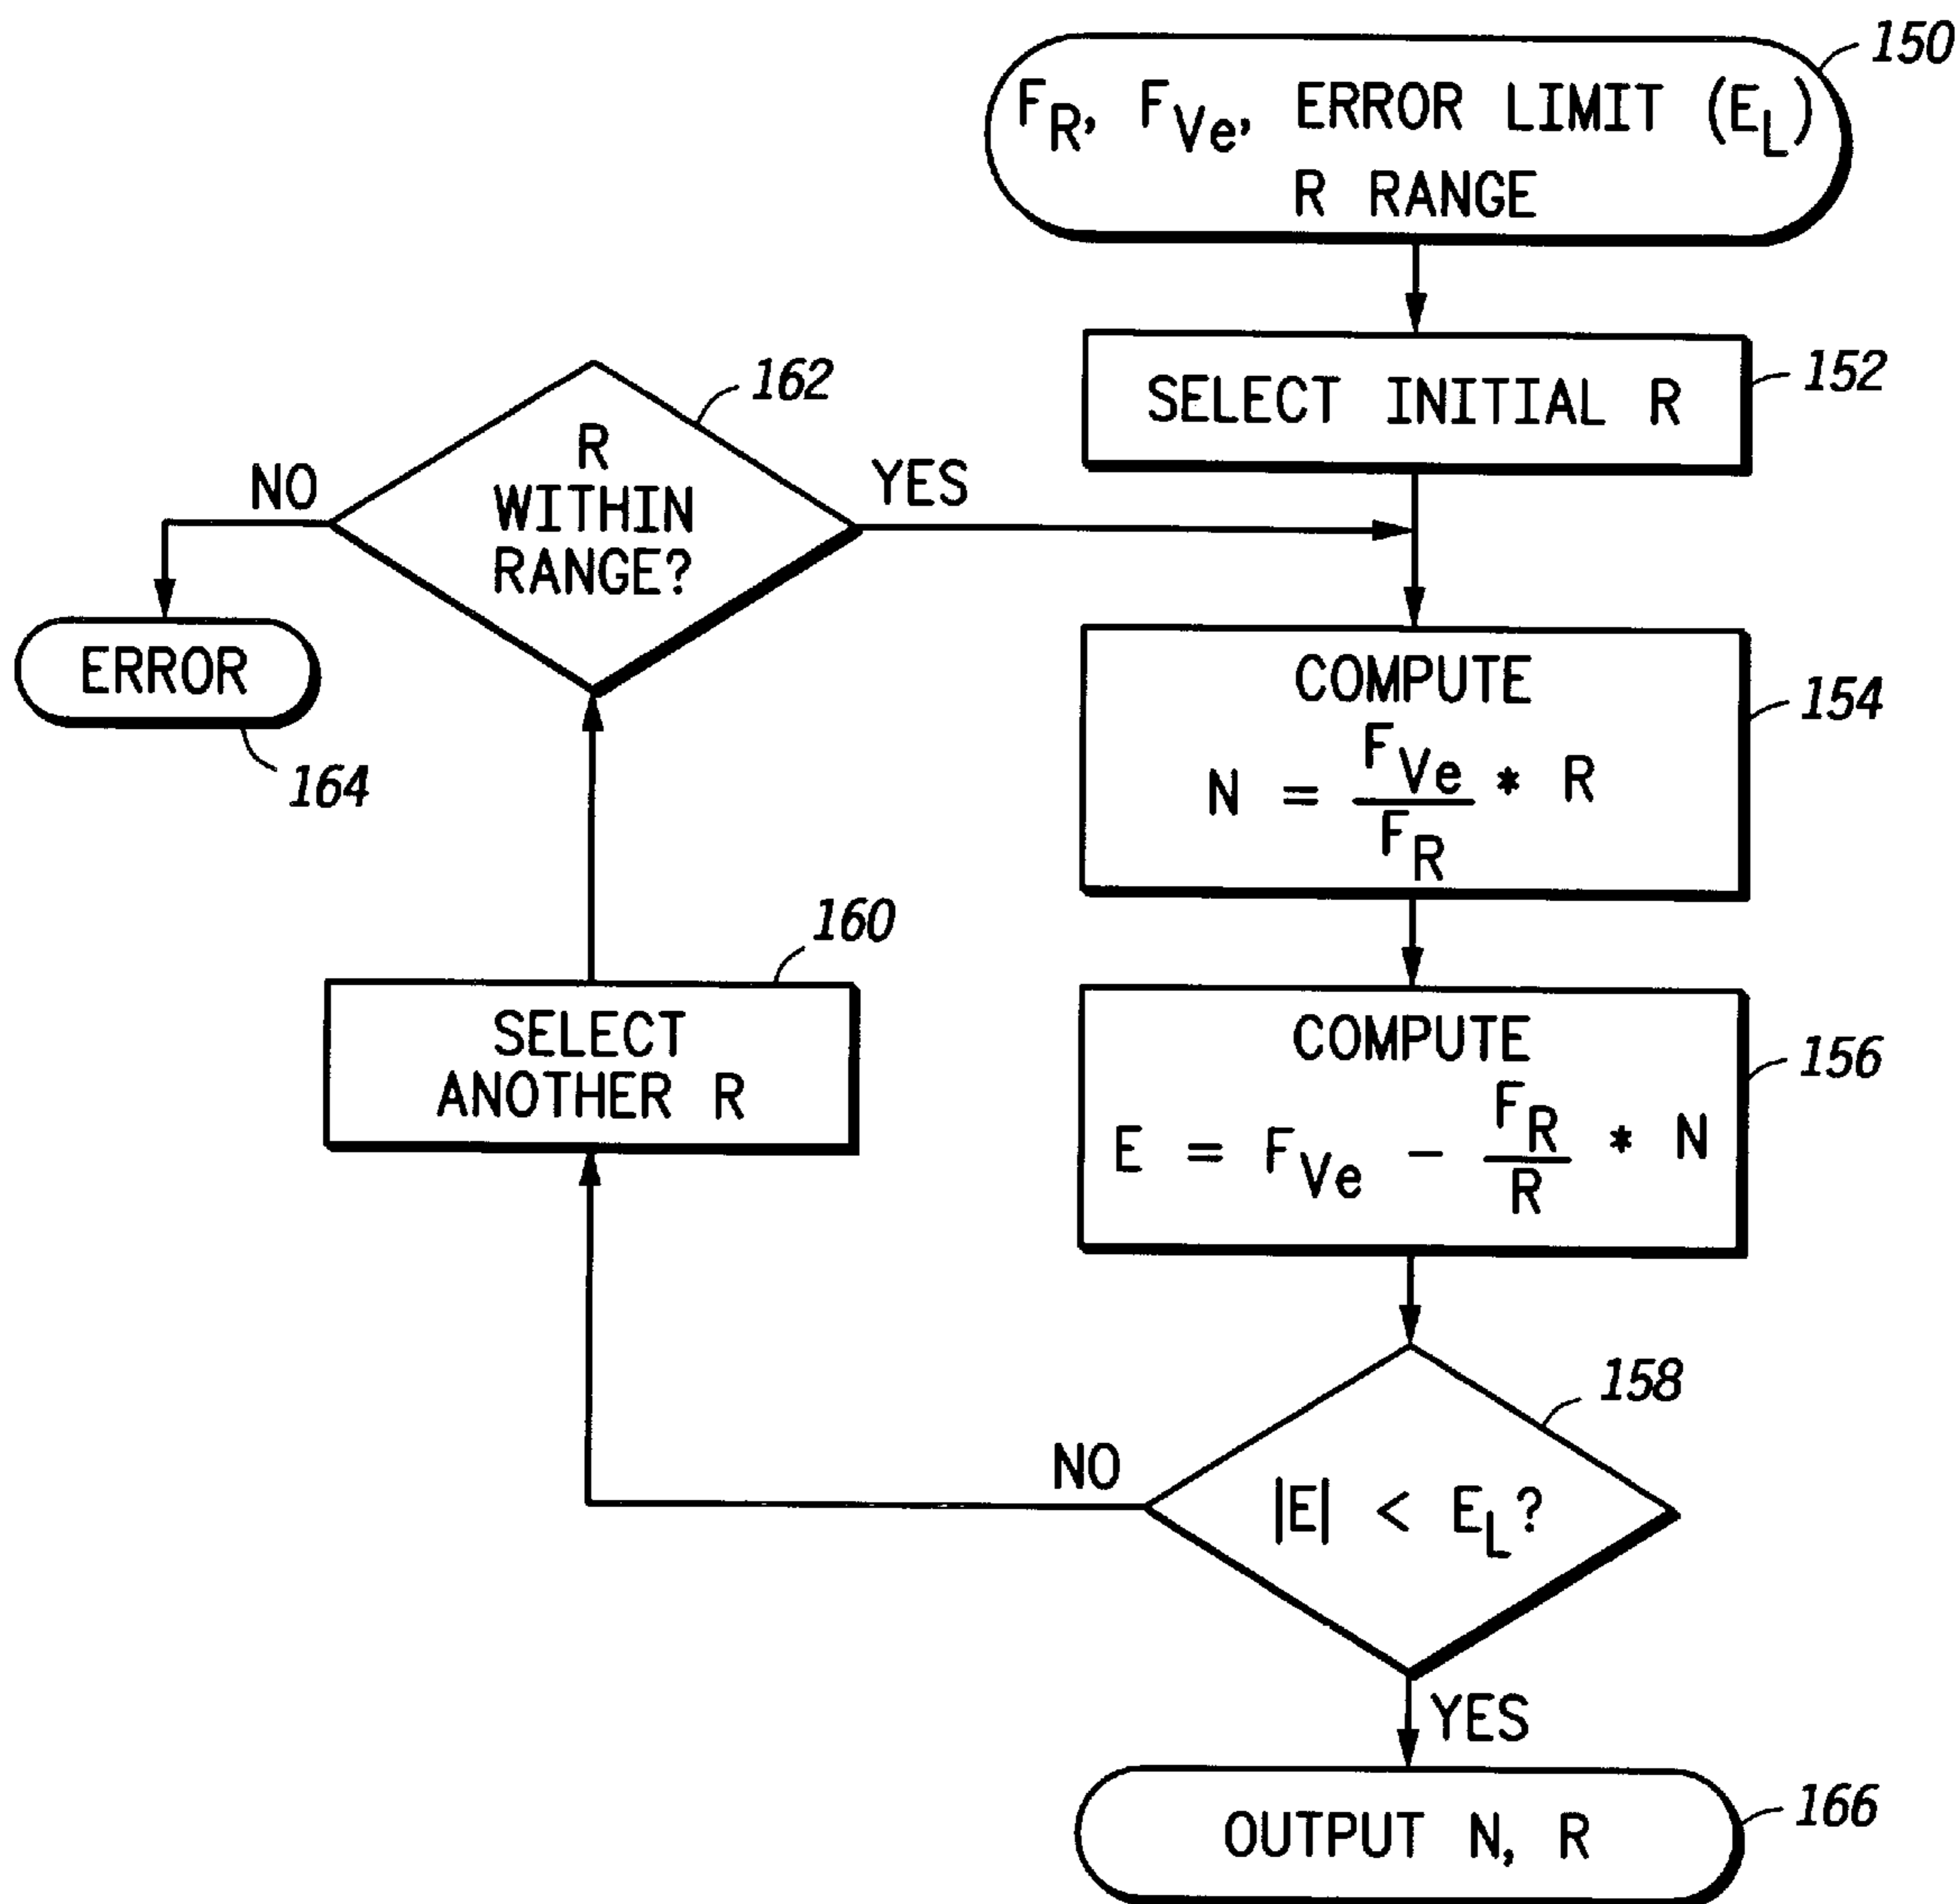 150
F_R, F_Ve, ERROR LIMIT (E_L)
R RANGE
152
SELECT INITIAL R
162
R
WITHIN
RANGE?
NO
YES
ERROR
164
154
COMPUTE
N = F_Ve / F_R * R
160
SELECT
ANOTHER R
156
COMPUTE
E = F_Ve - F_R / R * N
158
|E| < E_L?
NO
YES
166
OUTPUT N, R